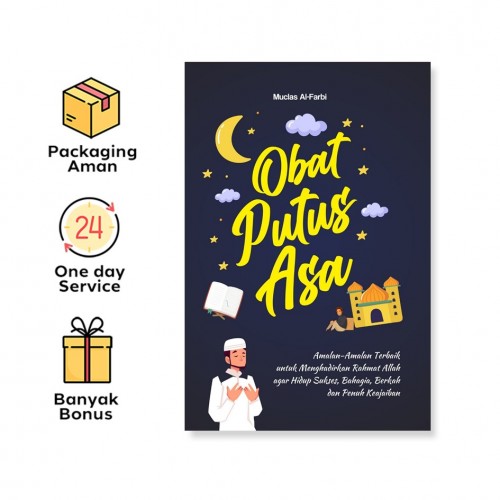 Packaging
Aman
24
One day
Service
Banyak
Bonus
Muclas Al-Farbi
Obat
Putus
Asa
Amalan-Amalan Terbaik
untuk Menghadirkan Rahmat Allah
agar Hidup Sukses, Bahagia, Berkah
dan Penuh Keajaiban